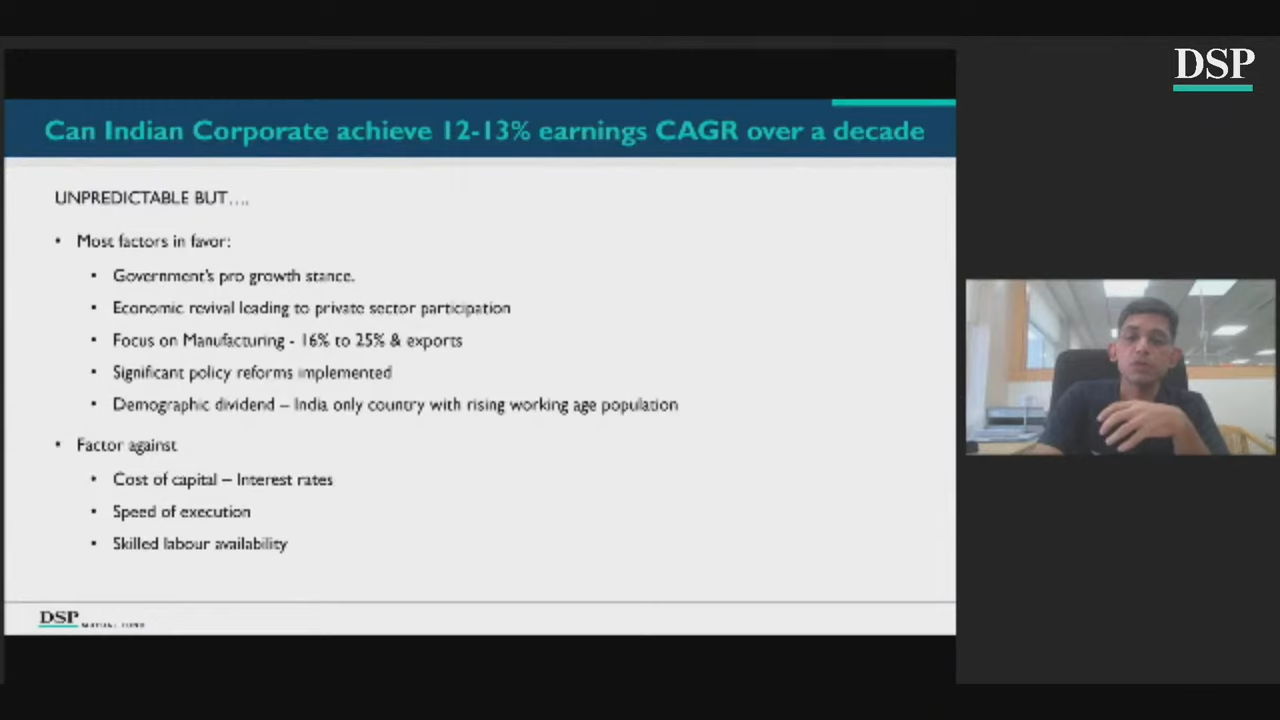 DSP
Can Indian Corporate achieve 12-13% earnings CAGR over a decade
UNPREDICTABLE BUT....
• Most factors in favor:
• Government's pro growth stance.
• Economic revival leading to private sector participation
• Focus on Manufacturing - 16% to 25% & exports
• Significant policy reforms implemented
• Demographic dividend – India only country with rising working age population
• Factor against
• Cost of capital – Interest rates
• Speed of execution
• Skilled labour availability
DSP MUTUAL FUND